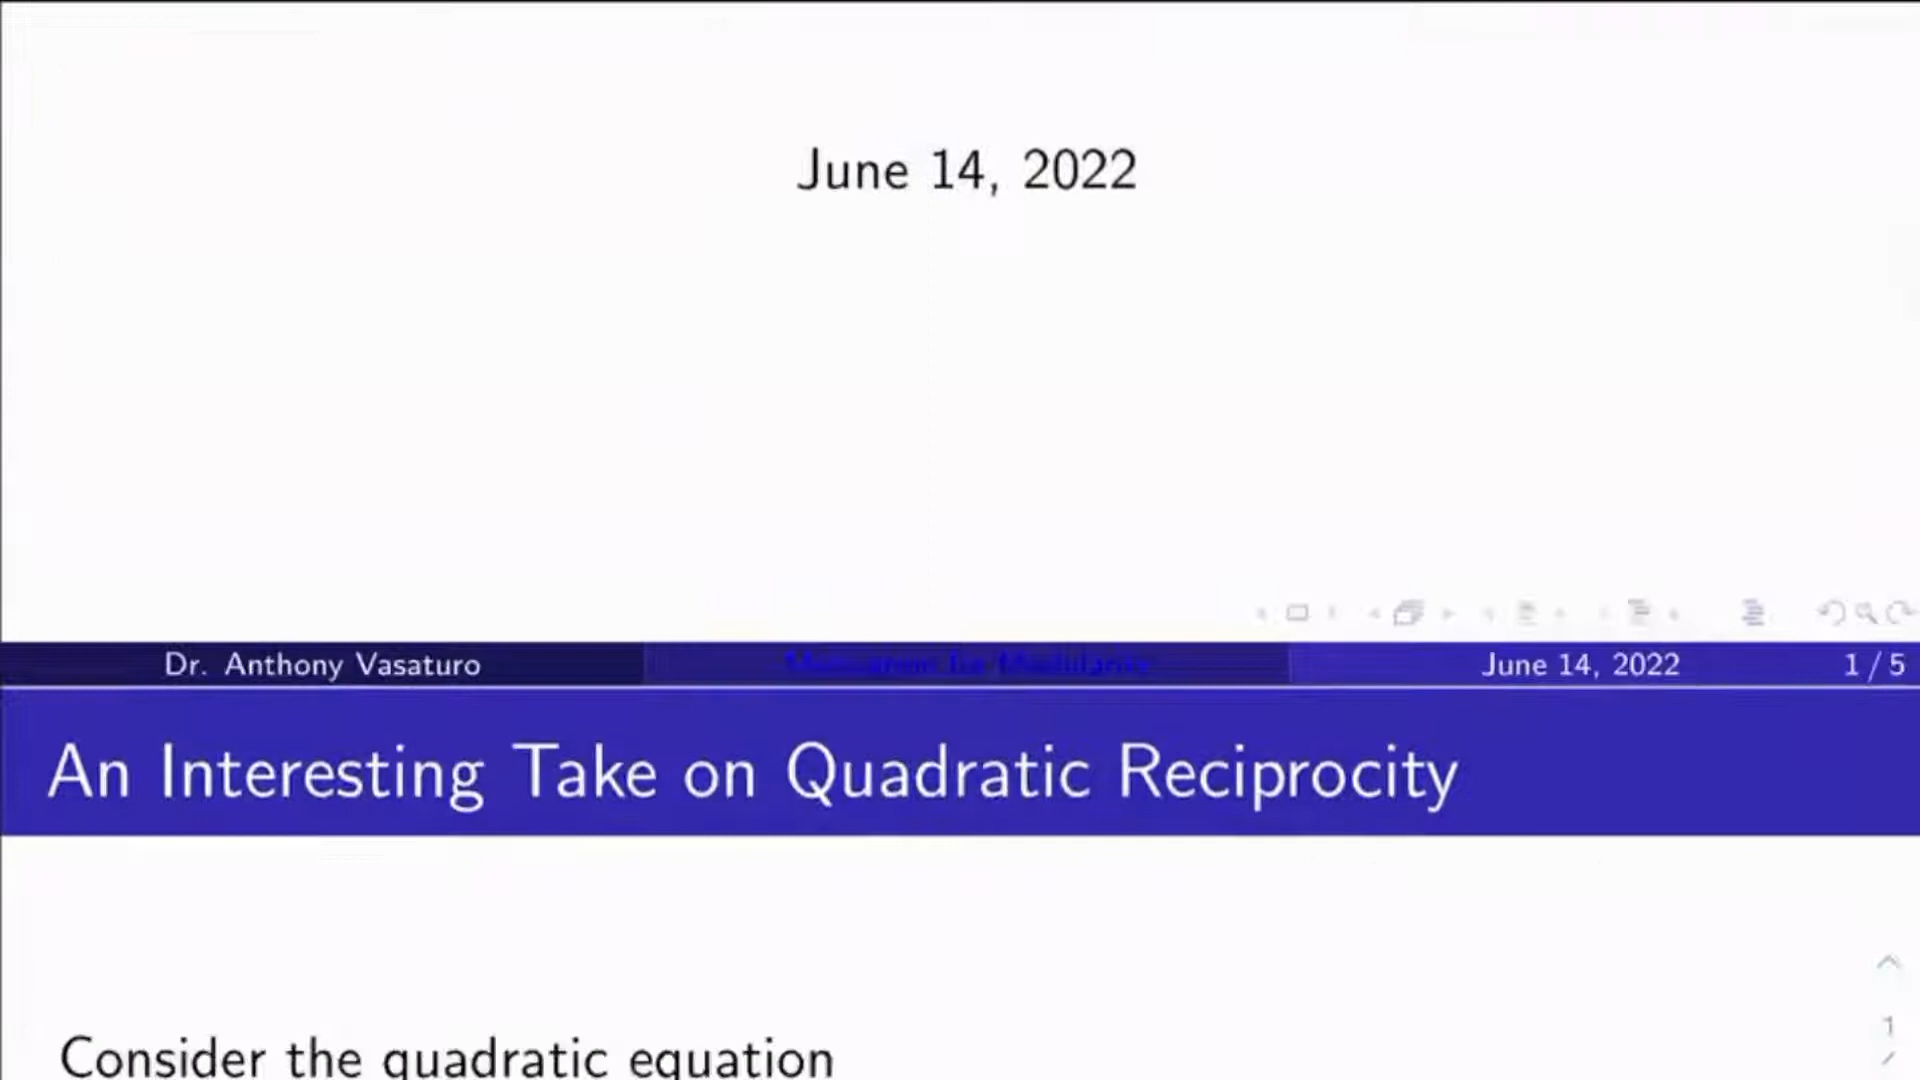 June 14, 2022
Dr. Anthony Vasaturo
June 14, 2022
1 / 5
An Interesting Take on Quadratic Reciprocity
Consider the quadratic equation
1